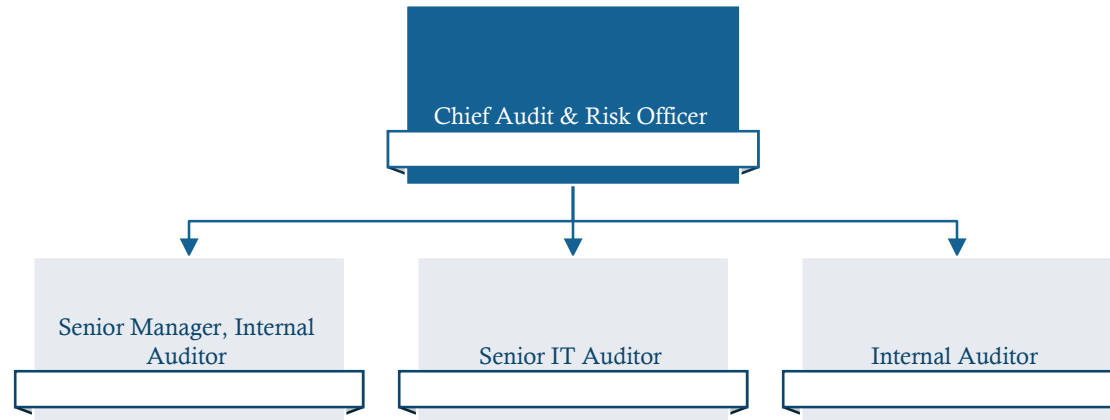 Chief Audit & Risk Officer
Senior Manager, Internal
Auditor
Senior IT Auditor
Internal Auditor